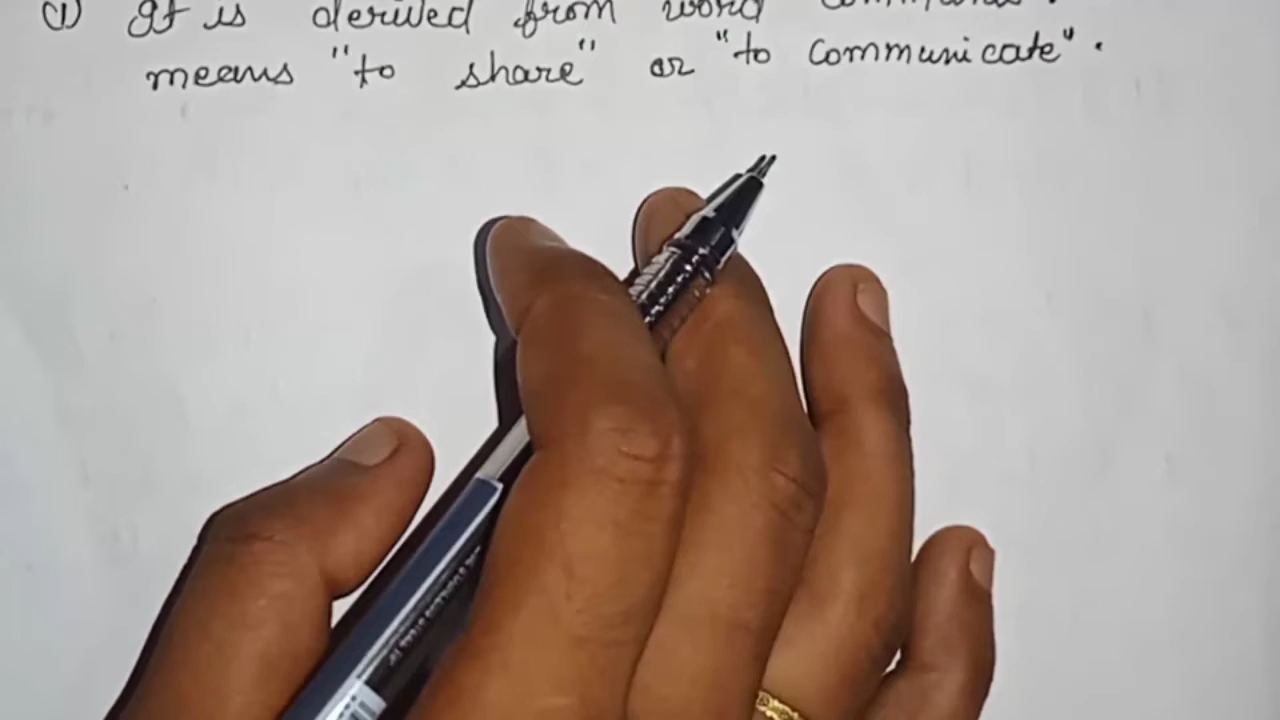 (1) It is derived from word
means "to share" or "to communicate".